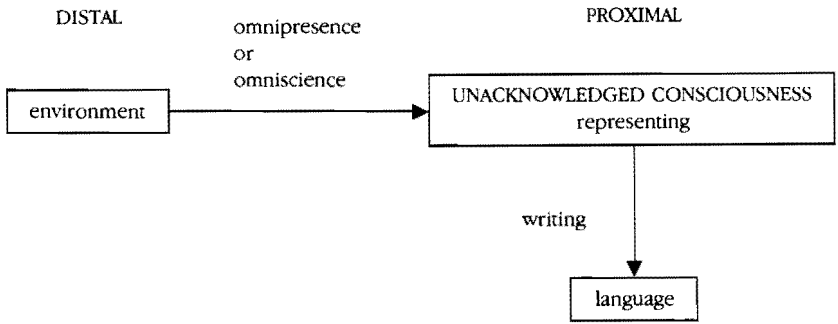 DISTAL
PROXIMAL
omnipresence
or
omniscience
environment
UNACKNOWLEDGED CONSCIOUSNESS
representing
writing
language